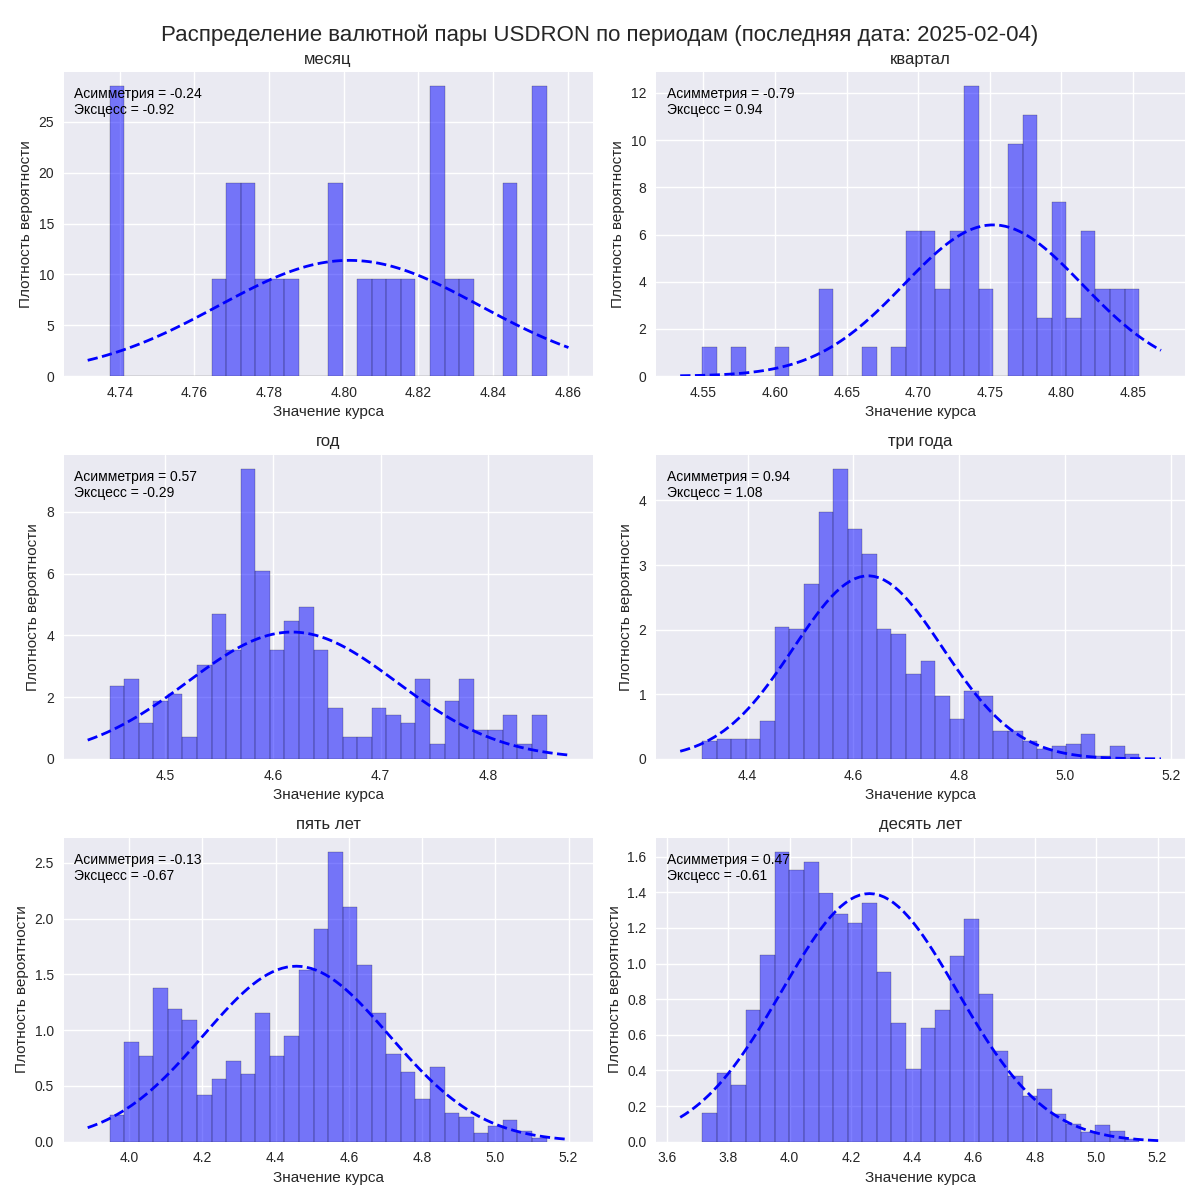 Распределение валютной пары USDRON по периодам (последняя дата: 2025-02-04)
месяц
Асимметрия = -0.24
Эксцесс = -0.92
Плотность вероятности
25
20
15
10
5
0
4.74 4.76 4.78 4.80 4.82 4.84 4.86
Значение курса
квартал
Асимметрия = -0.79
Эксцесс = 0.94
Плотность вероятности
12
10
8
6
4
2
0
4.55 4.60 4.65 4.70 4.75 4.80 4.85
Значение курса
год
Асимметрия = 0.57
Эксцесс = -0.29
Плотность вероятности
8
6
4
2
0
4.5 4.6 4.7 4.8
Значение курса
три года
Асимметрия = 0.94
Эксцесс = 1.08
Плотность вероятности
4
3
2
1
0
4.4 4.6 4.8 5.0 5.2
Значение курса
пять лет
Асимметрия = -0.13
Эксцесс = -0.67
Плотность вероятности
2.5
2.0
1.5
1.0
0.5
0.0
4.0 4.2 4.4 4.6 4.8 5.0 5.2
Значение курса
десять лет
Асимметрия = 0.47
Эксцесс = -0.61
Плотность вероятности
1.6
1.4
1.2
1.0
0.8
0.6
0.4
0.2
0.0
3.6 3.8 4.0 4.2 4.4 4.6 4.8 5.0 5.2
Значение курса